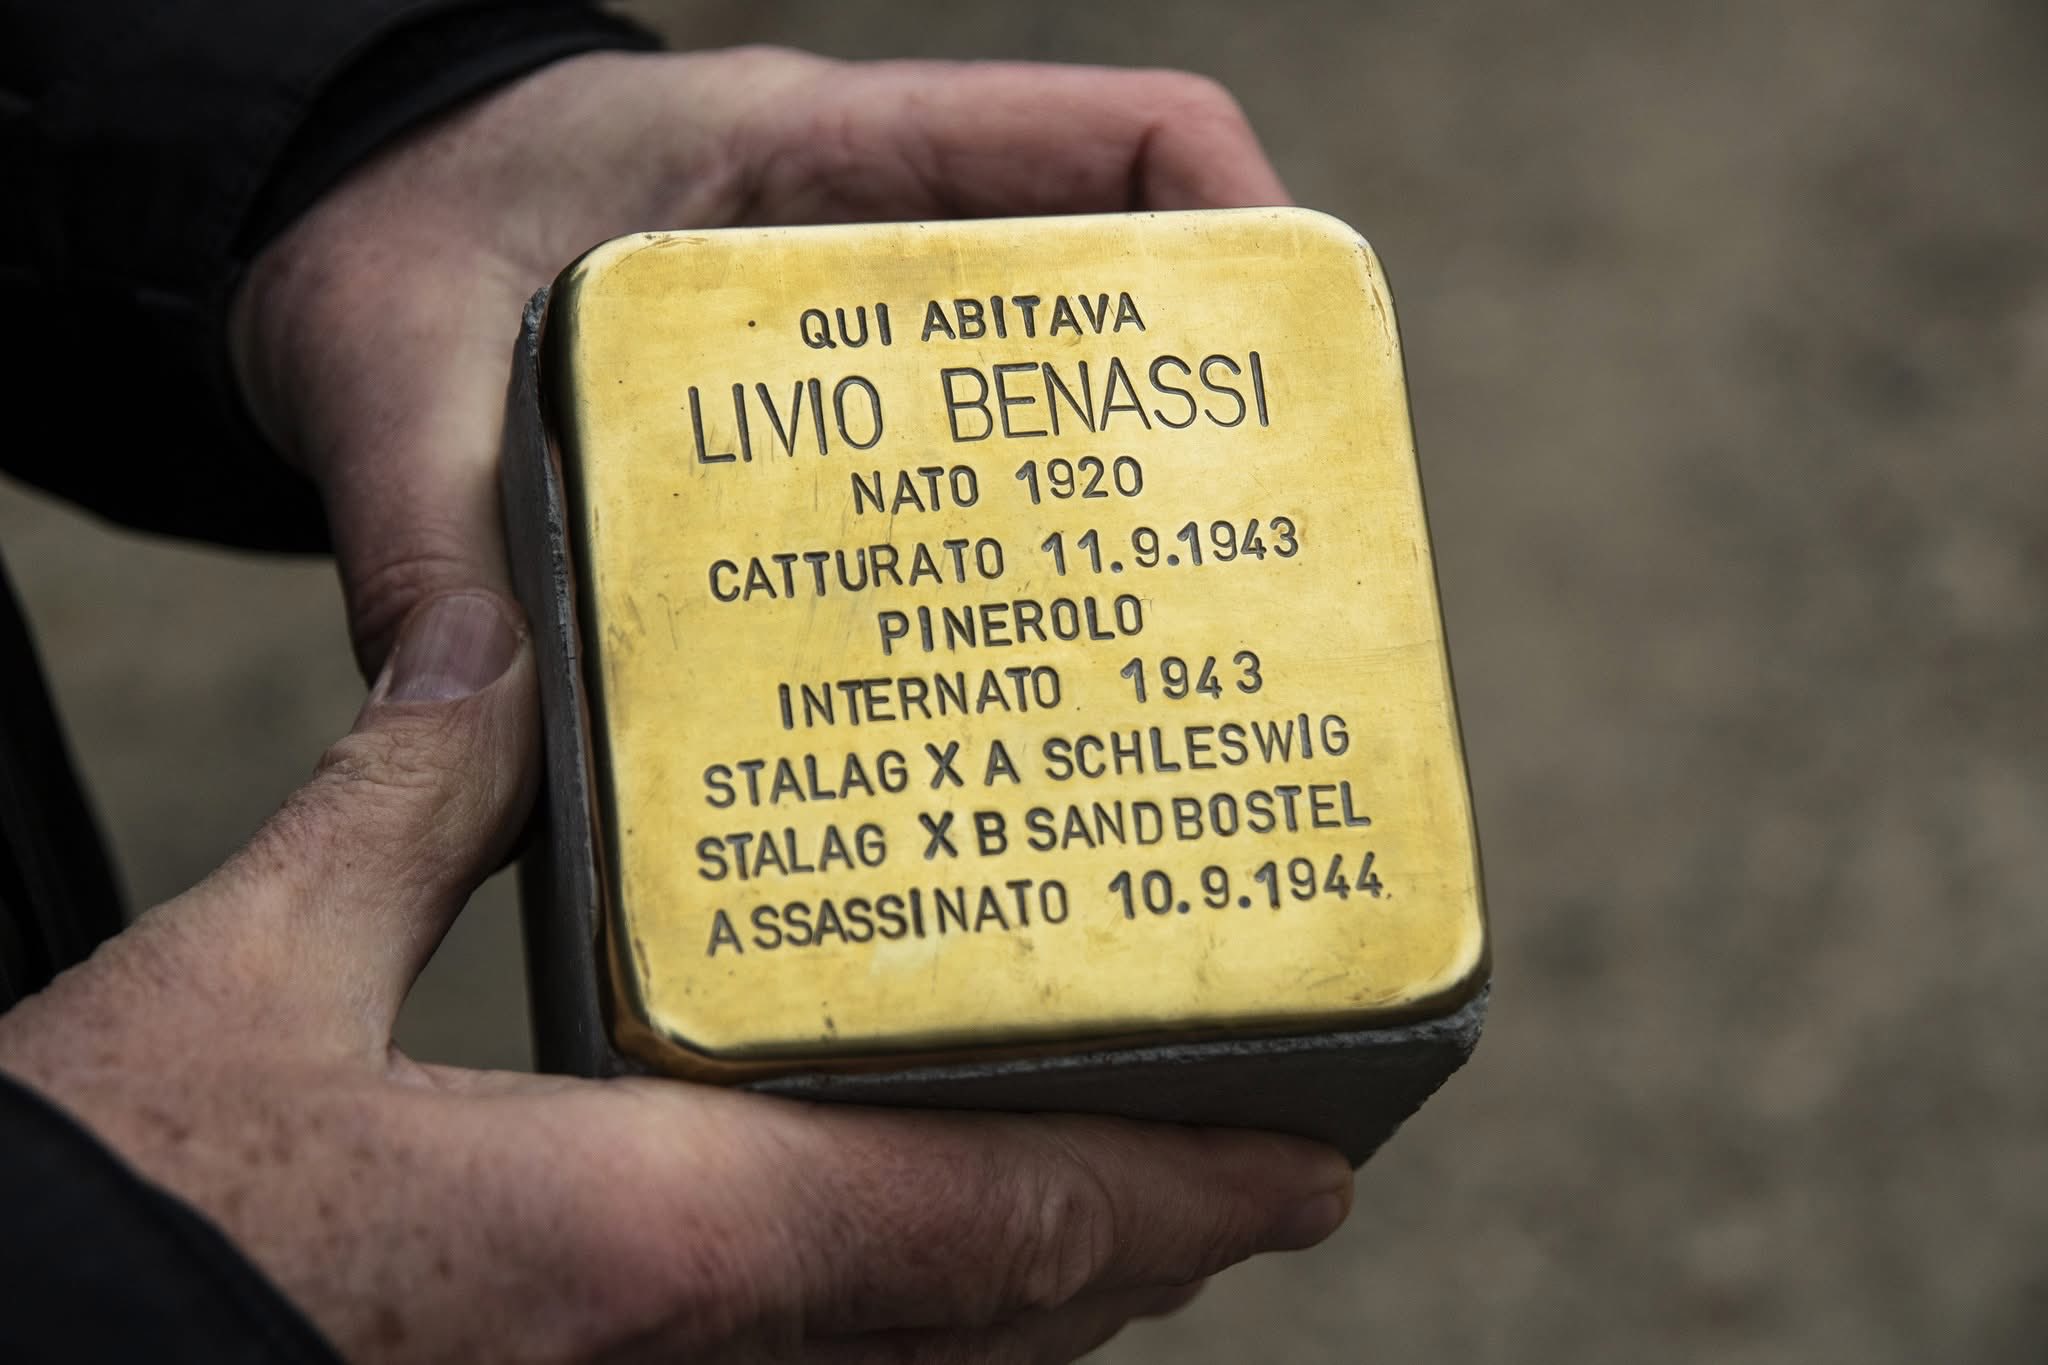 QUI ABITAVA
LIVIO BENASSI
NATO 1920
CATTURATO 11.9.1943
PINEROLO
INTERNATO 1943
STALAG X A SCHLESWIG
STALAG X B SANDBOSTEL
ASSASSINATO 10.9.1944